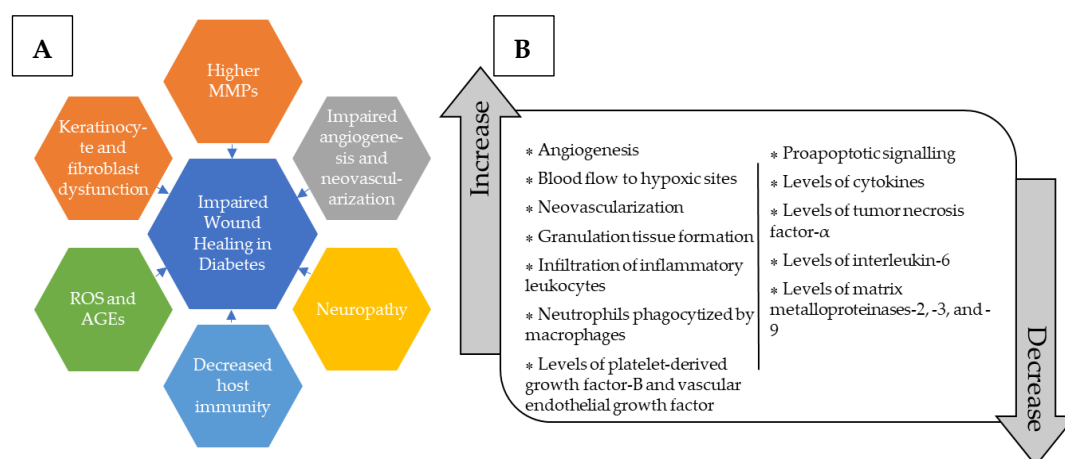 A
Higher
MMPs
Keratinocy-
te and
fibroblast
dysfunction
Impaired
angiogene-
sis and
neovascul-
arization
Impaired
Wound
Healing in
Diabetes
ROS and
AGEs
Neuropathy
Decreased
host
immunity
B
Increase
* Angiogenesis
* Blood flow to hypoxic sites
* Neovascularization
* Granulation tissue formation
* Infiltration of inflammatory
leukocytes
* Neutrophils phagocytized by
macrophages
* Levels of platelet-derived
growth factor-B and vascular
endothelial growth factor
* Proapoptotic signalling
* Levels of cytokines
* Levels of tumor necrosis
factor-α
* Levels of interleukin-6
* Levels of matrix
metalloproteinases-2, -3, and -
9
Decrease